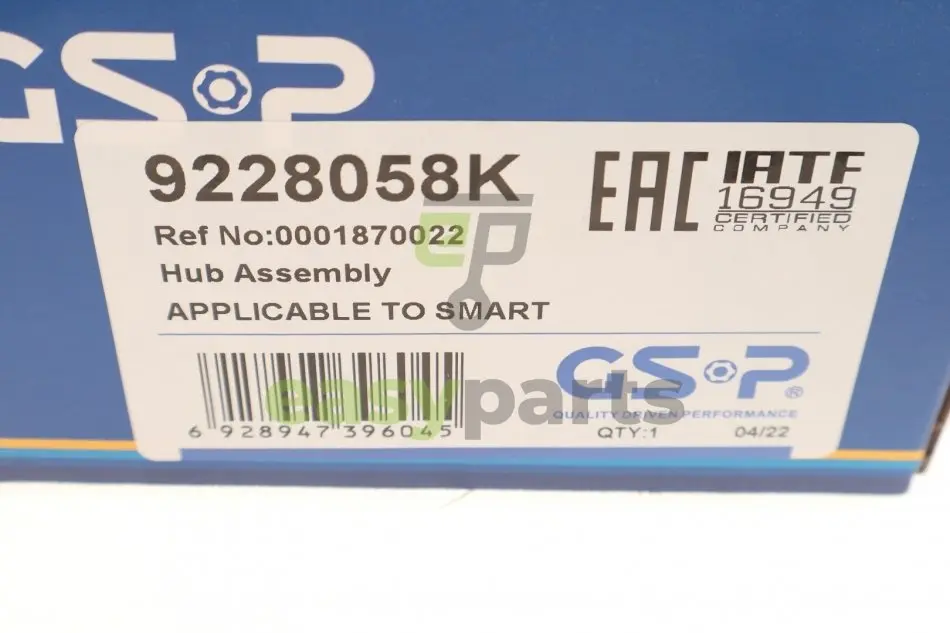 GSP
9228058K
EAC
IATF
16949
CERTIFIED
COMPANY
Ref No:0001870022
Hub Assembly
APPLICABLE TO SMART
GSP®
QUALITY DRIVEN PERFORMANCE
6 928947 396045
QTY:1 04/22
easyparts